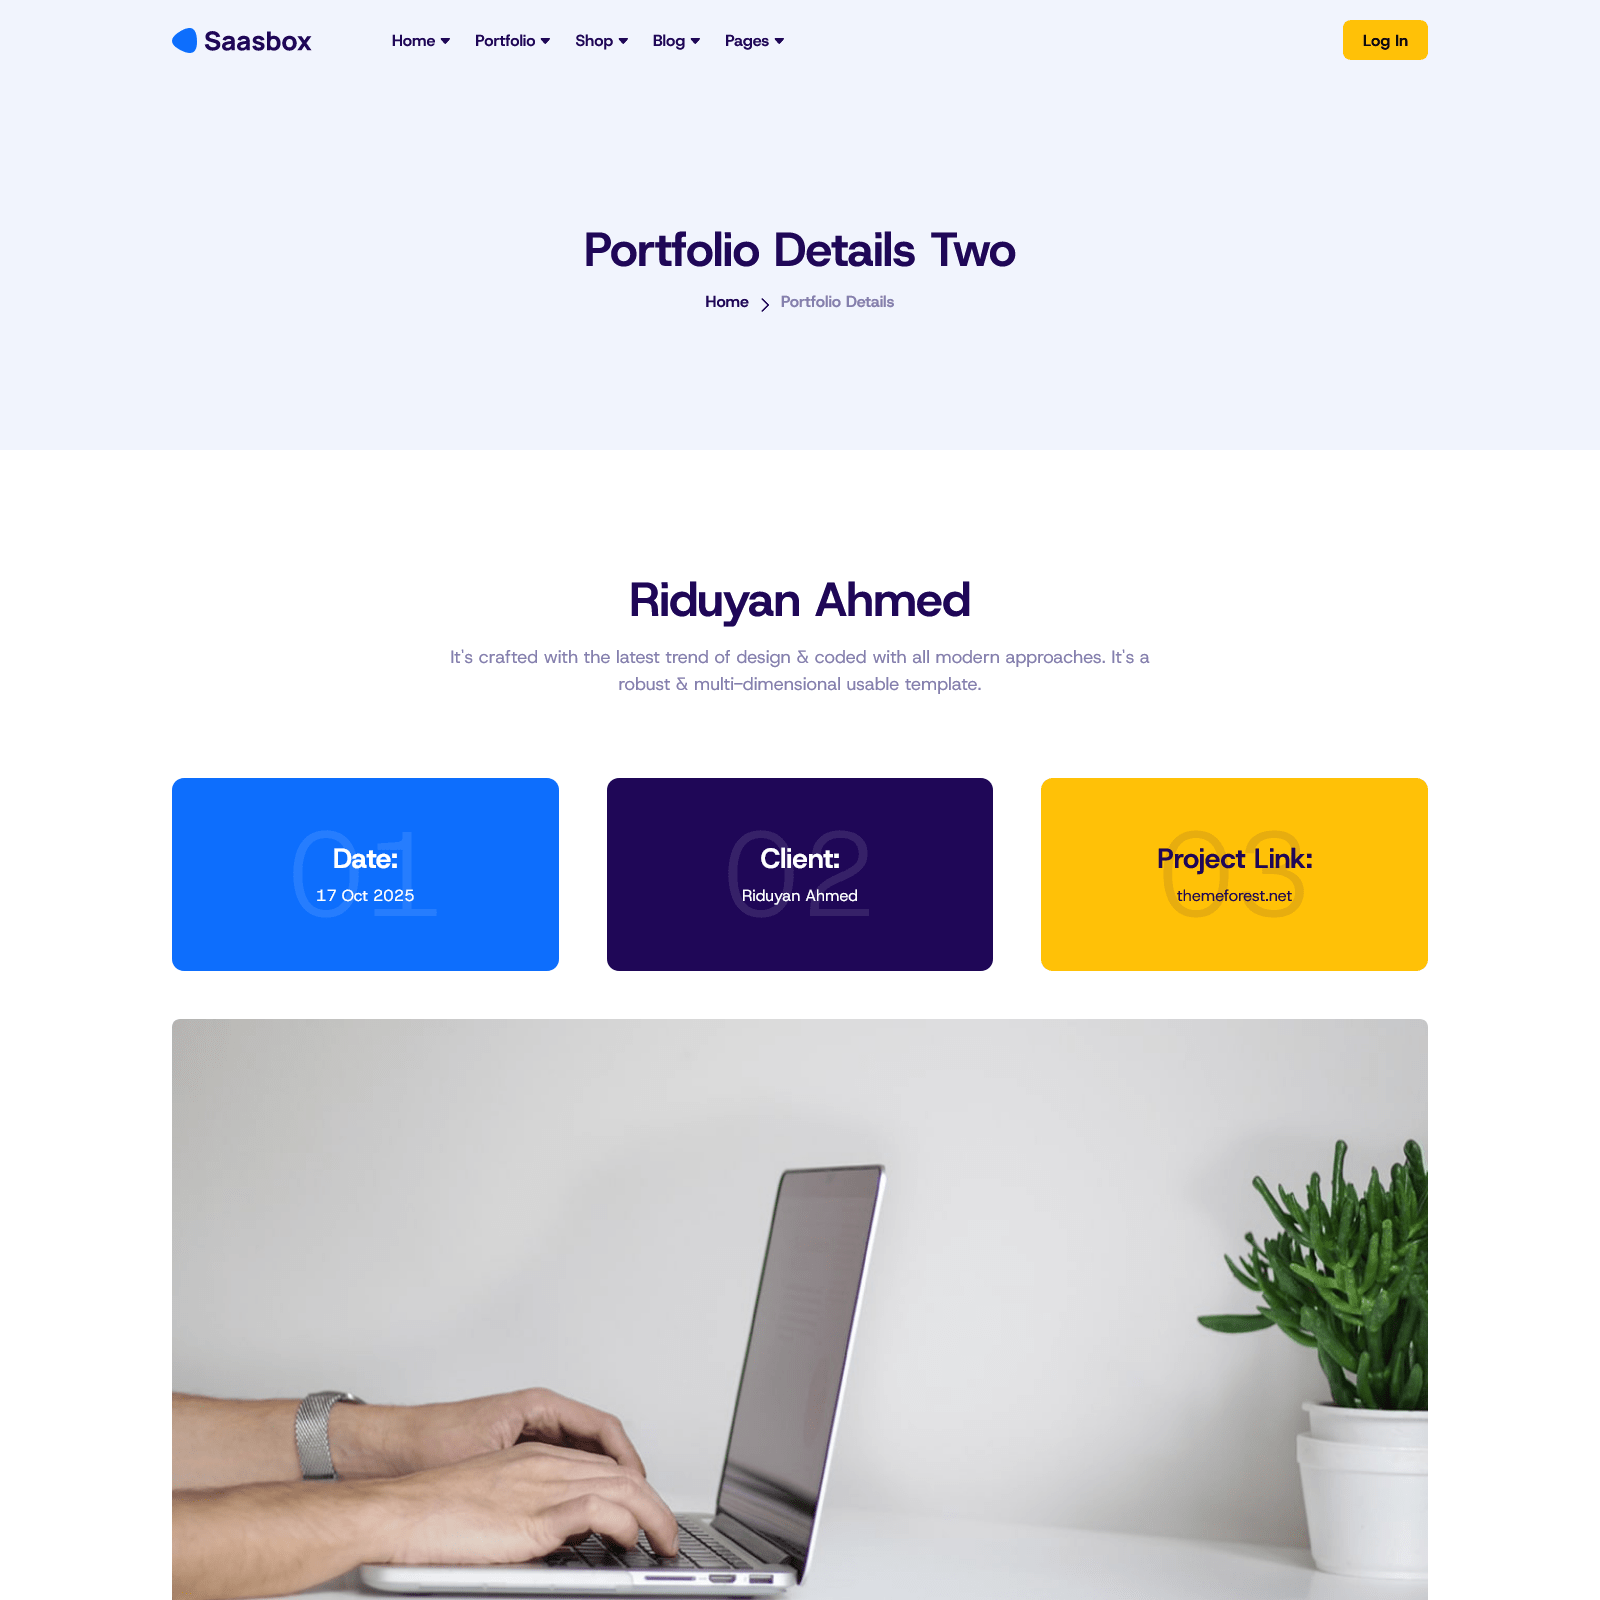 Saasbox
Home Portfolio Shop Blog Pages
Log In
Portfolio Details Two
Home Portfolio Details
Riduyan Ahmed
It's crafted with the latest trend of design & coded with all modern approaches. It's a
robust & multi-dimensional usable template.
01
Date:
17 Oct 2025
02
Client:
Riduyan Ahmed
03
Project Link:
themeforest.net